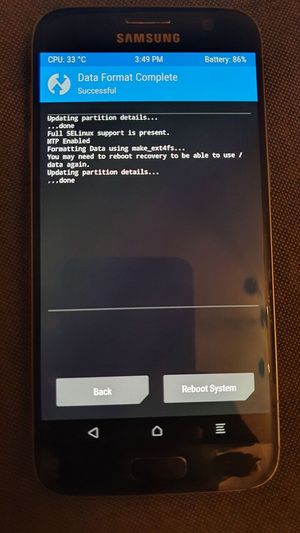 SAMSUNG
CPU: 33 °C 3:49 PM Battery: 86%
Data Format Complete
Successful
Updating partition details...
...done
Full SELinux support is present.
MTP Enabled
Formatting Data using make_ext4fs...
You may need to reboot recovery to be able to use /
data again.
Updating partition details...
...done
Back Reboot System